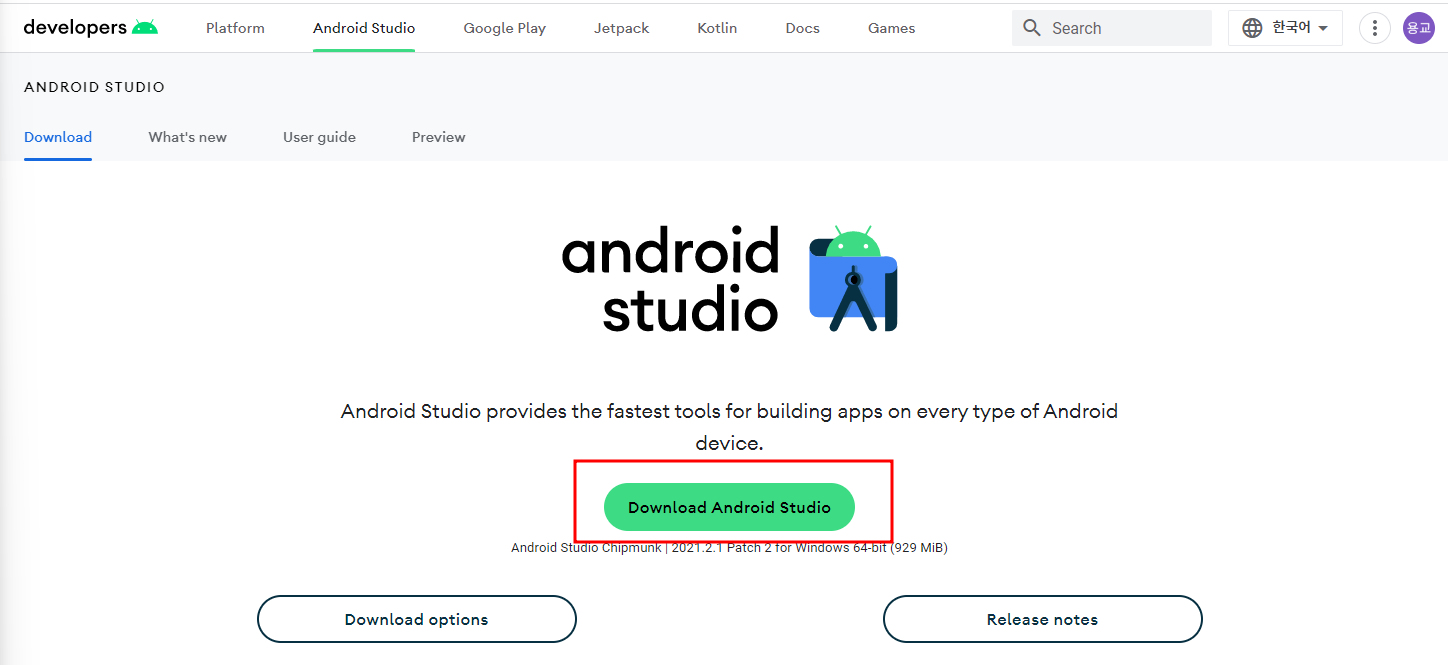 developers Platform Android Studio Google Play Jetpack Kotlin Docs Games Search 한국어 용교
ANDROID STUDIO
Download What's new User guide Preview
android
studio
Android Studio provides the fastest tools for building apps on every type of Android
device.
Download Android Studio
Android Studio Chipmunk | 2021.2.1 Patch 2 for Windows 64-bit (929 MiB)
Download options Release notes